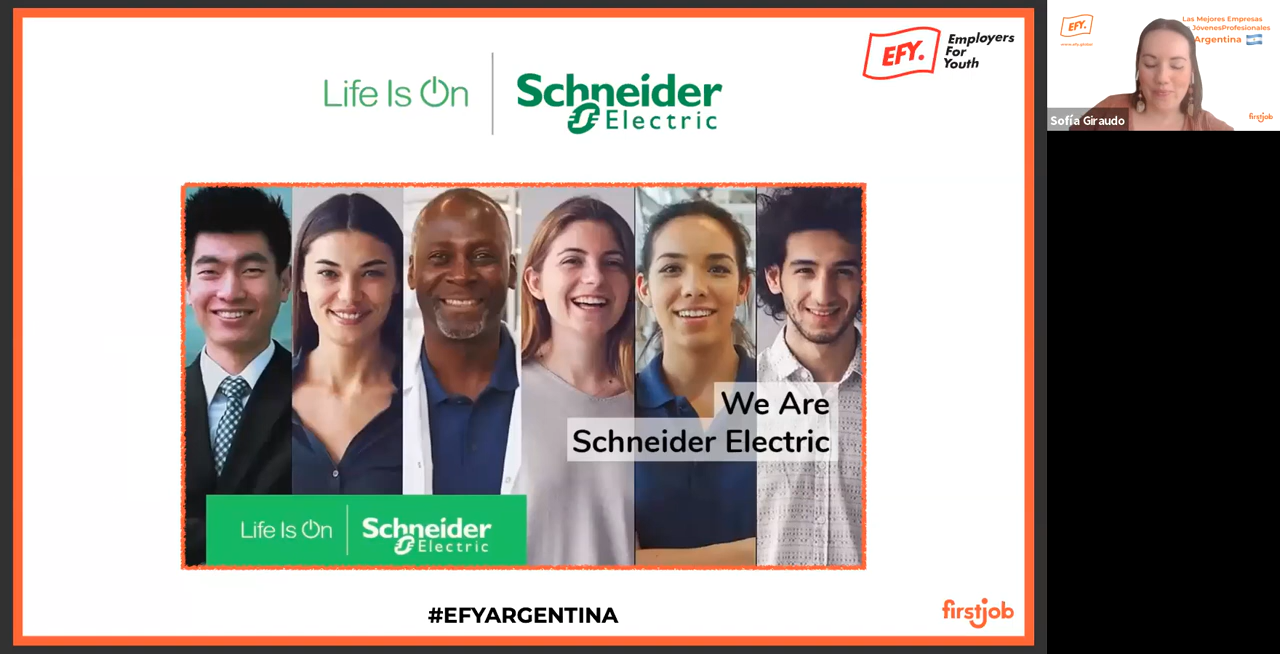 Life Is On
Schneider
Electric
EFY.
Employers
For
Youth
We Are
Schneider Electric
Life Is On
Schneider
Electric
#EFYARGENTINA
firstjob
EFY.
Las Mejores Empresas
JóvenesProfesionales
Argentina
Sofía Giraudo
firstjob